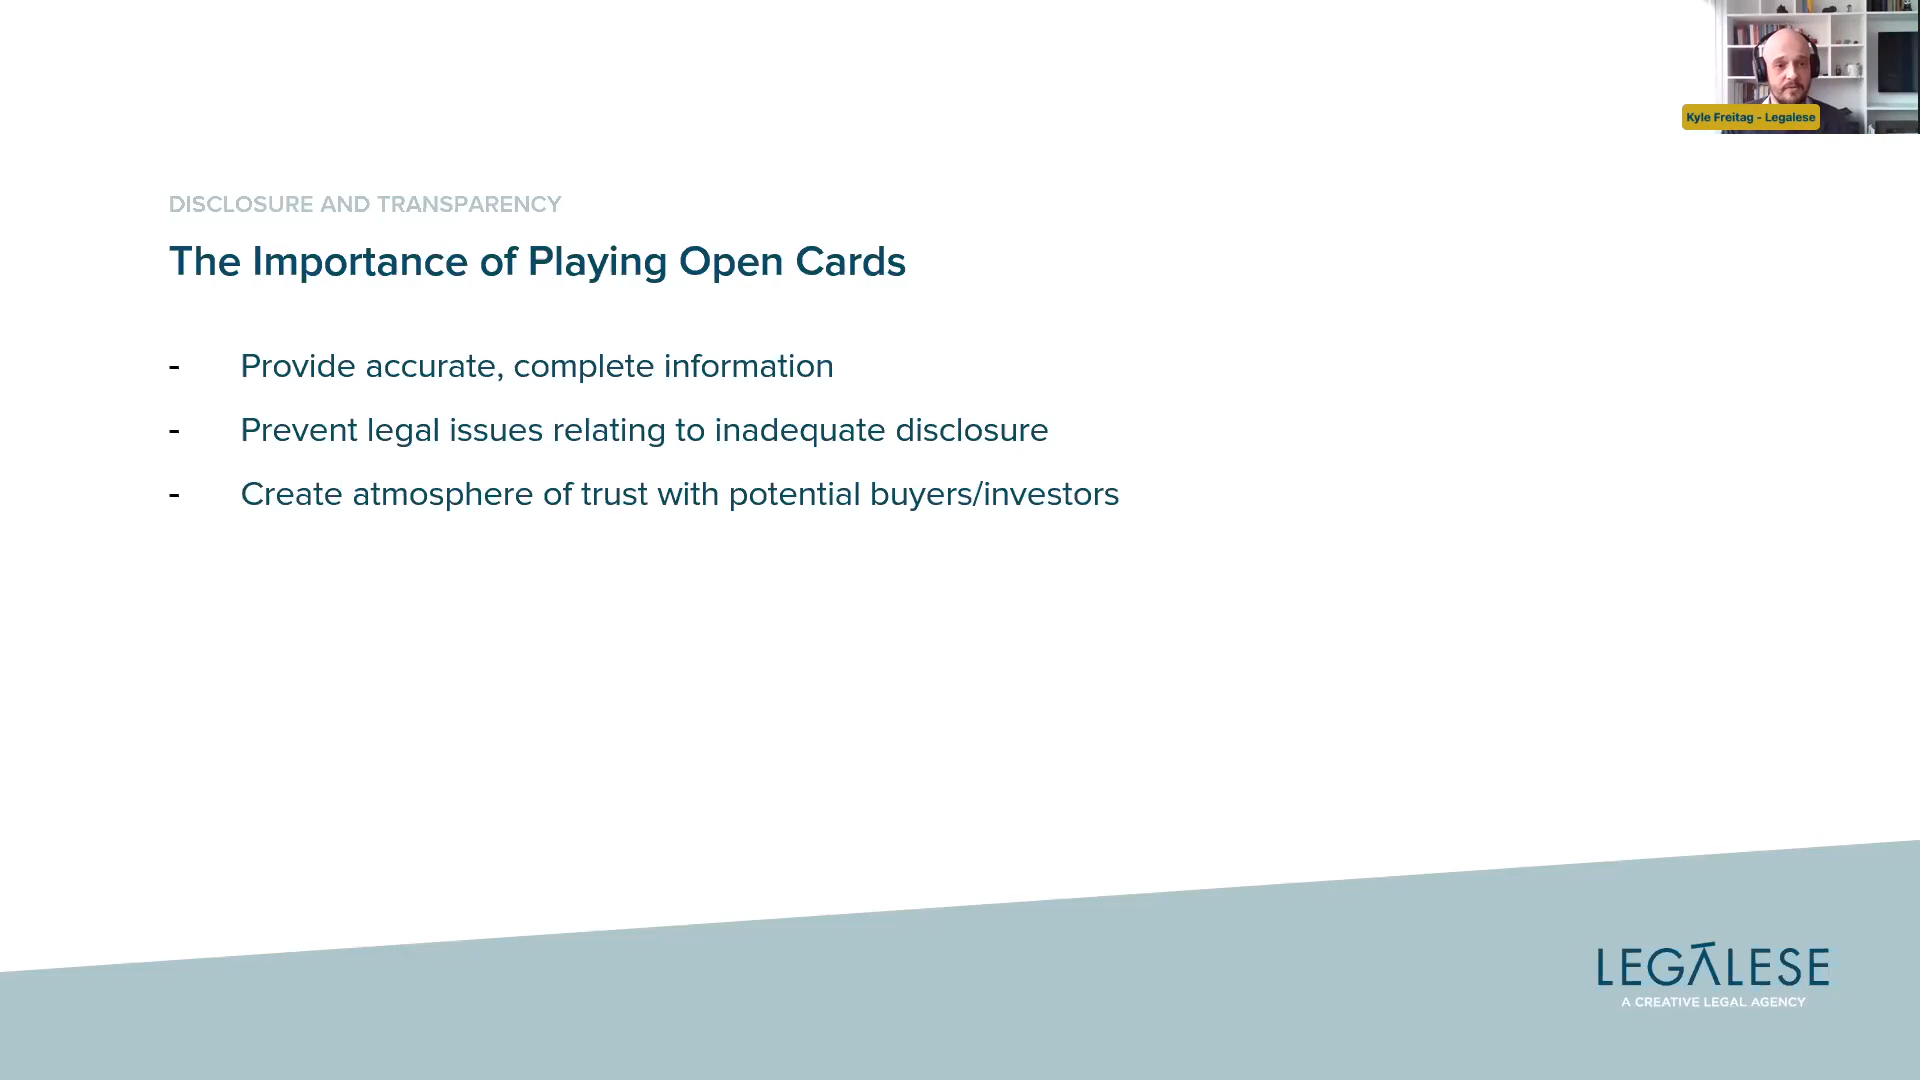 Kyle Freitag - Legalese
DISCLOSURE AND TRANSPARENCY
The Importance of Playing Open Cards
- Provide accurate, complete information
- Prevent legal issues relating to inadequate disclosure
- Create atmosphere of trust with potential buyers/investors
LEGALESE
A CREATIVE LEGAL AGENCY